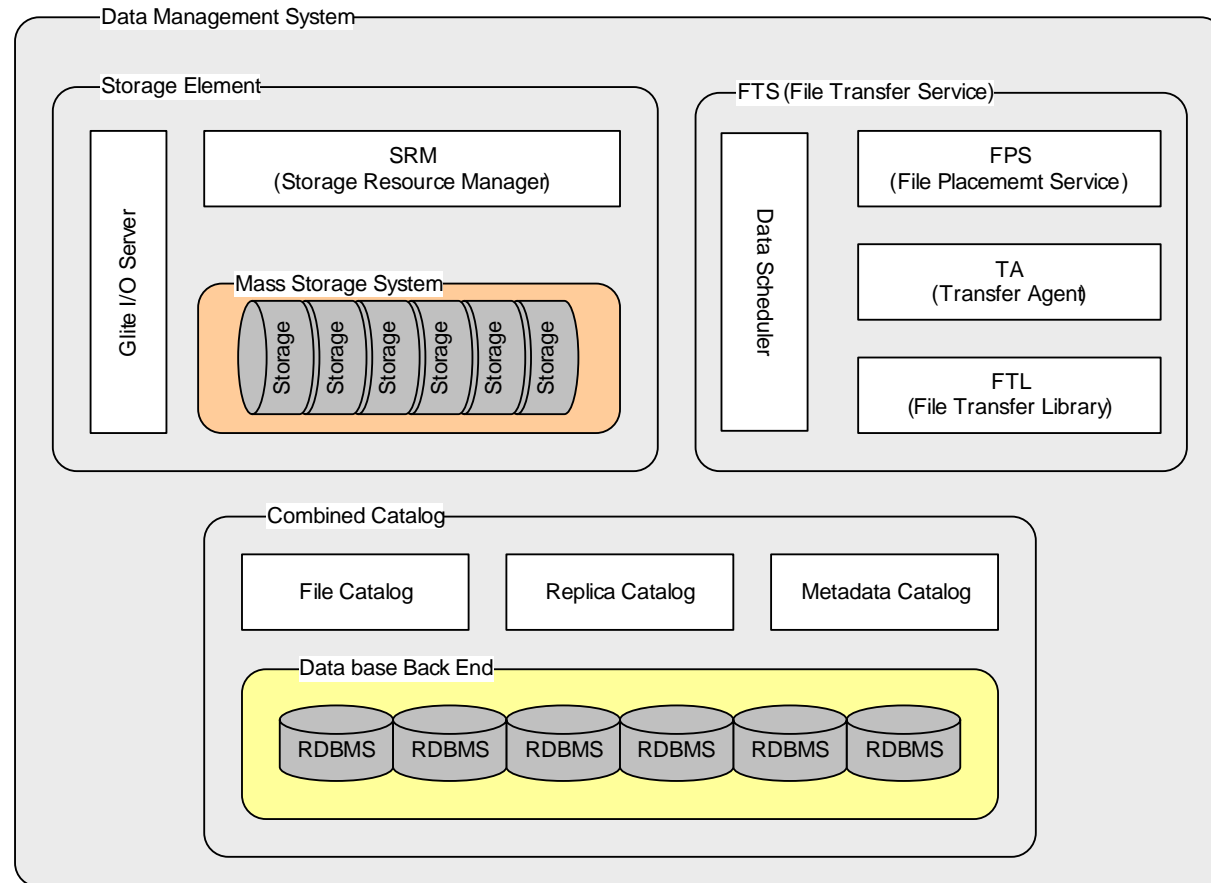 Data Management System
Storage Element
Glite I/O Server
SRM
(Storage Resource Manager)
Mass Storage System
Storage
Storage
Storage
Storage
Storage
Storage
FTS (File Transfer Service)
Data Scheduler
FPS
(File Placememt Service)
TA
(Transfer Agent)
FTL
(File Transfer Library)
Combined Catalog
File Catalog
Replica Catalog
Metadata Catalog
Data base Back End
RDBMS
RDBMS
RDBMS
RDBMS
RDBMS
RDBMS